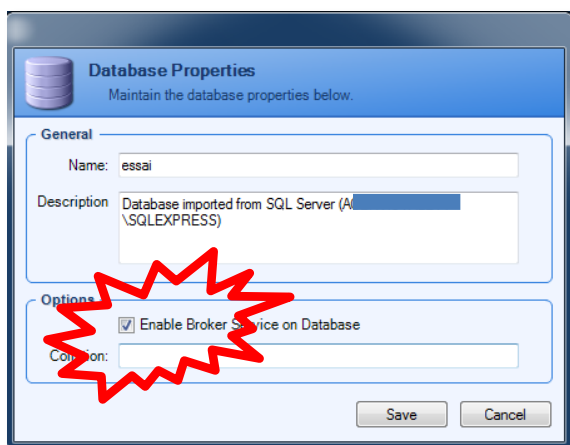 Database Properties
Maintain the database properties below.
General
Name: essai
Description Database imported from SQL Server (A
\SQLEXPRESS)
Options
Enable Broker Service on Database
Save Cancel